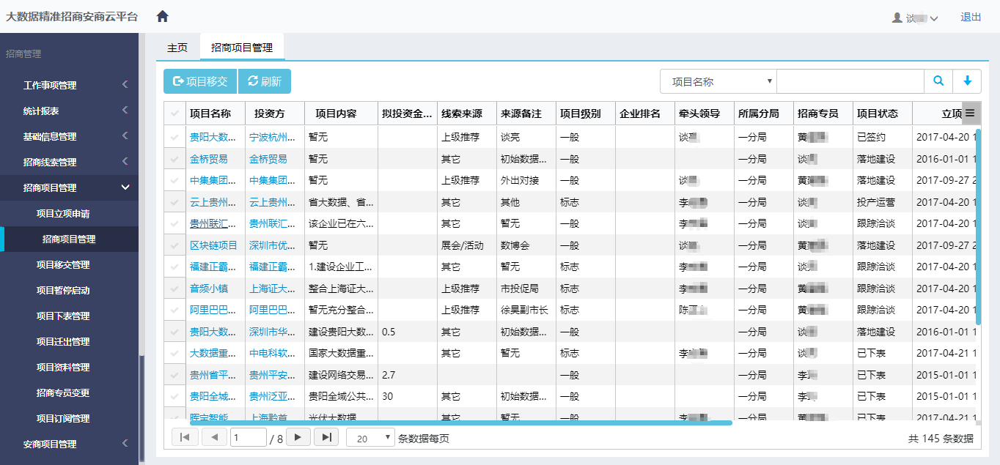 大数据精准招商安商云平台
谈
退出
招商管理
工作事项管理
统计报表
基础信息管理
招商线索管理
招商项目管理
项目立项申请
招商项目管理
项目移交管理
项目暂停启动
项目下表管理
项目迁出管理
项目资料管理
招商专员变更
项目订阅管理
安商项目管理
主页 招商项目管理
项目移交 刷新 项目名称
项目名称 投资方 项目内容 拟投资金... 线索来源 来源备注 项目级别 企业排名 牵头领导 所属分局 招商专员 项目状态 立项
贵阳大数... 宁波杭州... 暂无 上级推荐 谈亮 一般 谈 一分局 黄 已签约 2017-04-20 1
金桥贸易 金桥贸易 暂无 其它 初始数据... 一般 一分局 谈 落地建设 2016-01-01 1
中集集团... 中集集团... 暂无 上级推荐 外出对接 一般 谈 一分局 黄 落地建设 2017-09-27 2
云上贵州... 云上贵州... 省大数据、省... 其它 其他 标志 李 一分局 谈 投产运营 2017-04-20 1
贵州联汇... 贵州联汇... 该企业已在六... 其它 暂无 一般 李 一分局 谈 跟踪洽谈 2017-04-20 1
区块链项目 深圳市优... 暂无 展会/活动 数博会 一般 谈 一分局 黄 落地建设 2017-09-27 2
福建正霸... 福建正霸... 1.建设企业工... 其它 暂无 标志 李 一分局 谈 跟踪洽谈 2017-04-20 1
音频小镇 上海证大... 整合上海证大... 上级推荐 市投促局 标志 李 一分局 黄 跟踪洽谈 2017-04-20 1
阿里巴巴... 阿里巴巴... 暂无充分整合... 上级推荐 徐昊副市长 标志 陈 一分局 黄 跟踪洽谈 2017-04-20 1
贵阳大数... 深圳市华... 建设贵阳大数... 0.5 其它 初始数据... 一般 一分局 谈 落地建设 2016-01-01 1
大数据重... 中电科软... 国家大数据重... 其它 暂无 一般 李 一分局 谈 已下表 2017-04-21 1
贵州省平... 贵州平安... 建设网络交易... 2.7 一般 一分局 李 已下表 2015-01-01 1
贵阳全域... 贵州泛亚... 贵阳全域公共... 30 其它 初始数据... 一般 一分局 李 已下表 2015-01-01 1
晖宝智能 上海黔首 光伏大数据 其它 暂无 一般 李 一分局 黄 已下表 2017-04-21 1
1 / 8 20 条数据每页 共 145 条数据